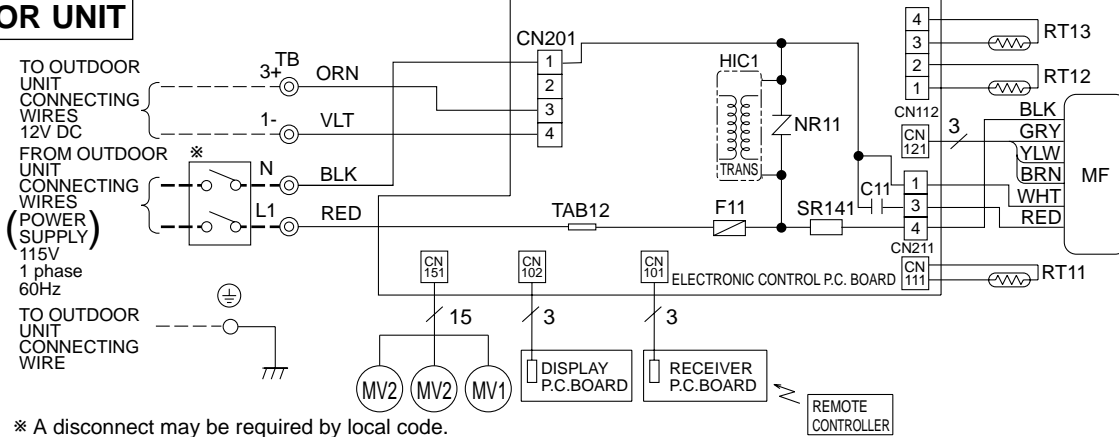 OR UNIT
TO OUTDOOR
UNIT
CONNECTING
WIRES
12V DC
3+
TB
ORN
1-
VLT
FROM OUTDOOR
UNIT
CONNECTING
WIRES
(POWER
SUPPLY)
115V
1 phase
60Hz
※
N
BLK
L1
RED
TO OUTDOOR
UNIT
CONNECTING
WIRE
CN201
1
2
3
4
TAB12
HIC1
TRANS
NR11
F11
SR141
C11
4
3
2
1
CN112
RT13
RT12
CN
121
3
BLK
GRY
YLW
BRN
WHT
RED
MF
1
3
4
CN211
ELECTRONIC CONTROL P.C. BOARD
CN
111
RT11
CN
151
15
MV2
MV2
MV1
CN
102
3
DISPLAY
P.C.BOARD
CN
101
3
RECEIVER
P.C.BOARD
REMOTE
CONTROLLER
※ A disconnect may be required by local code.